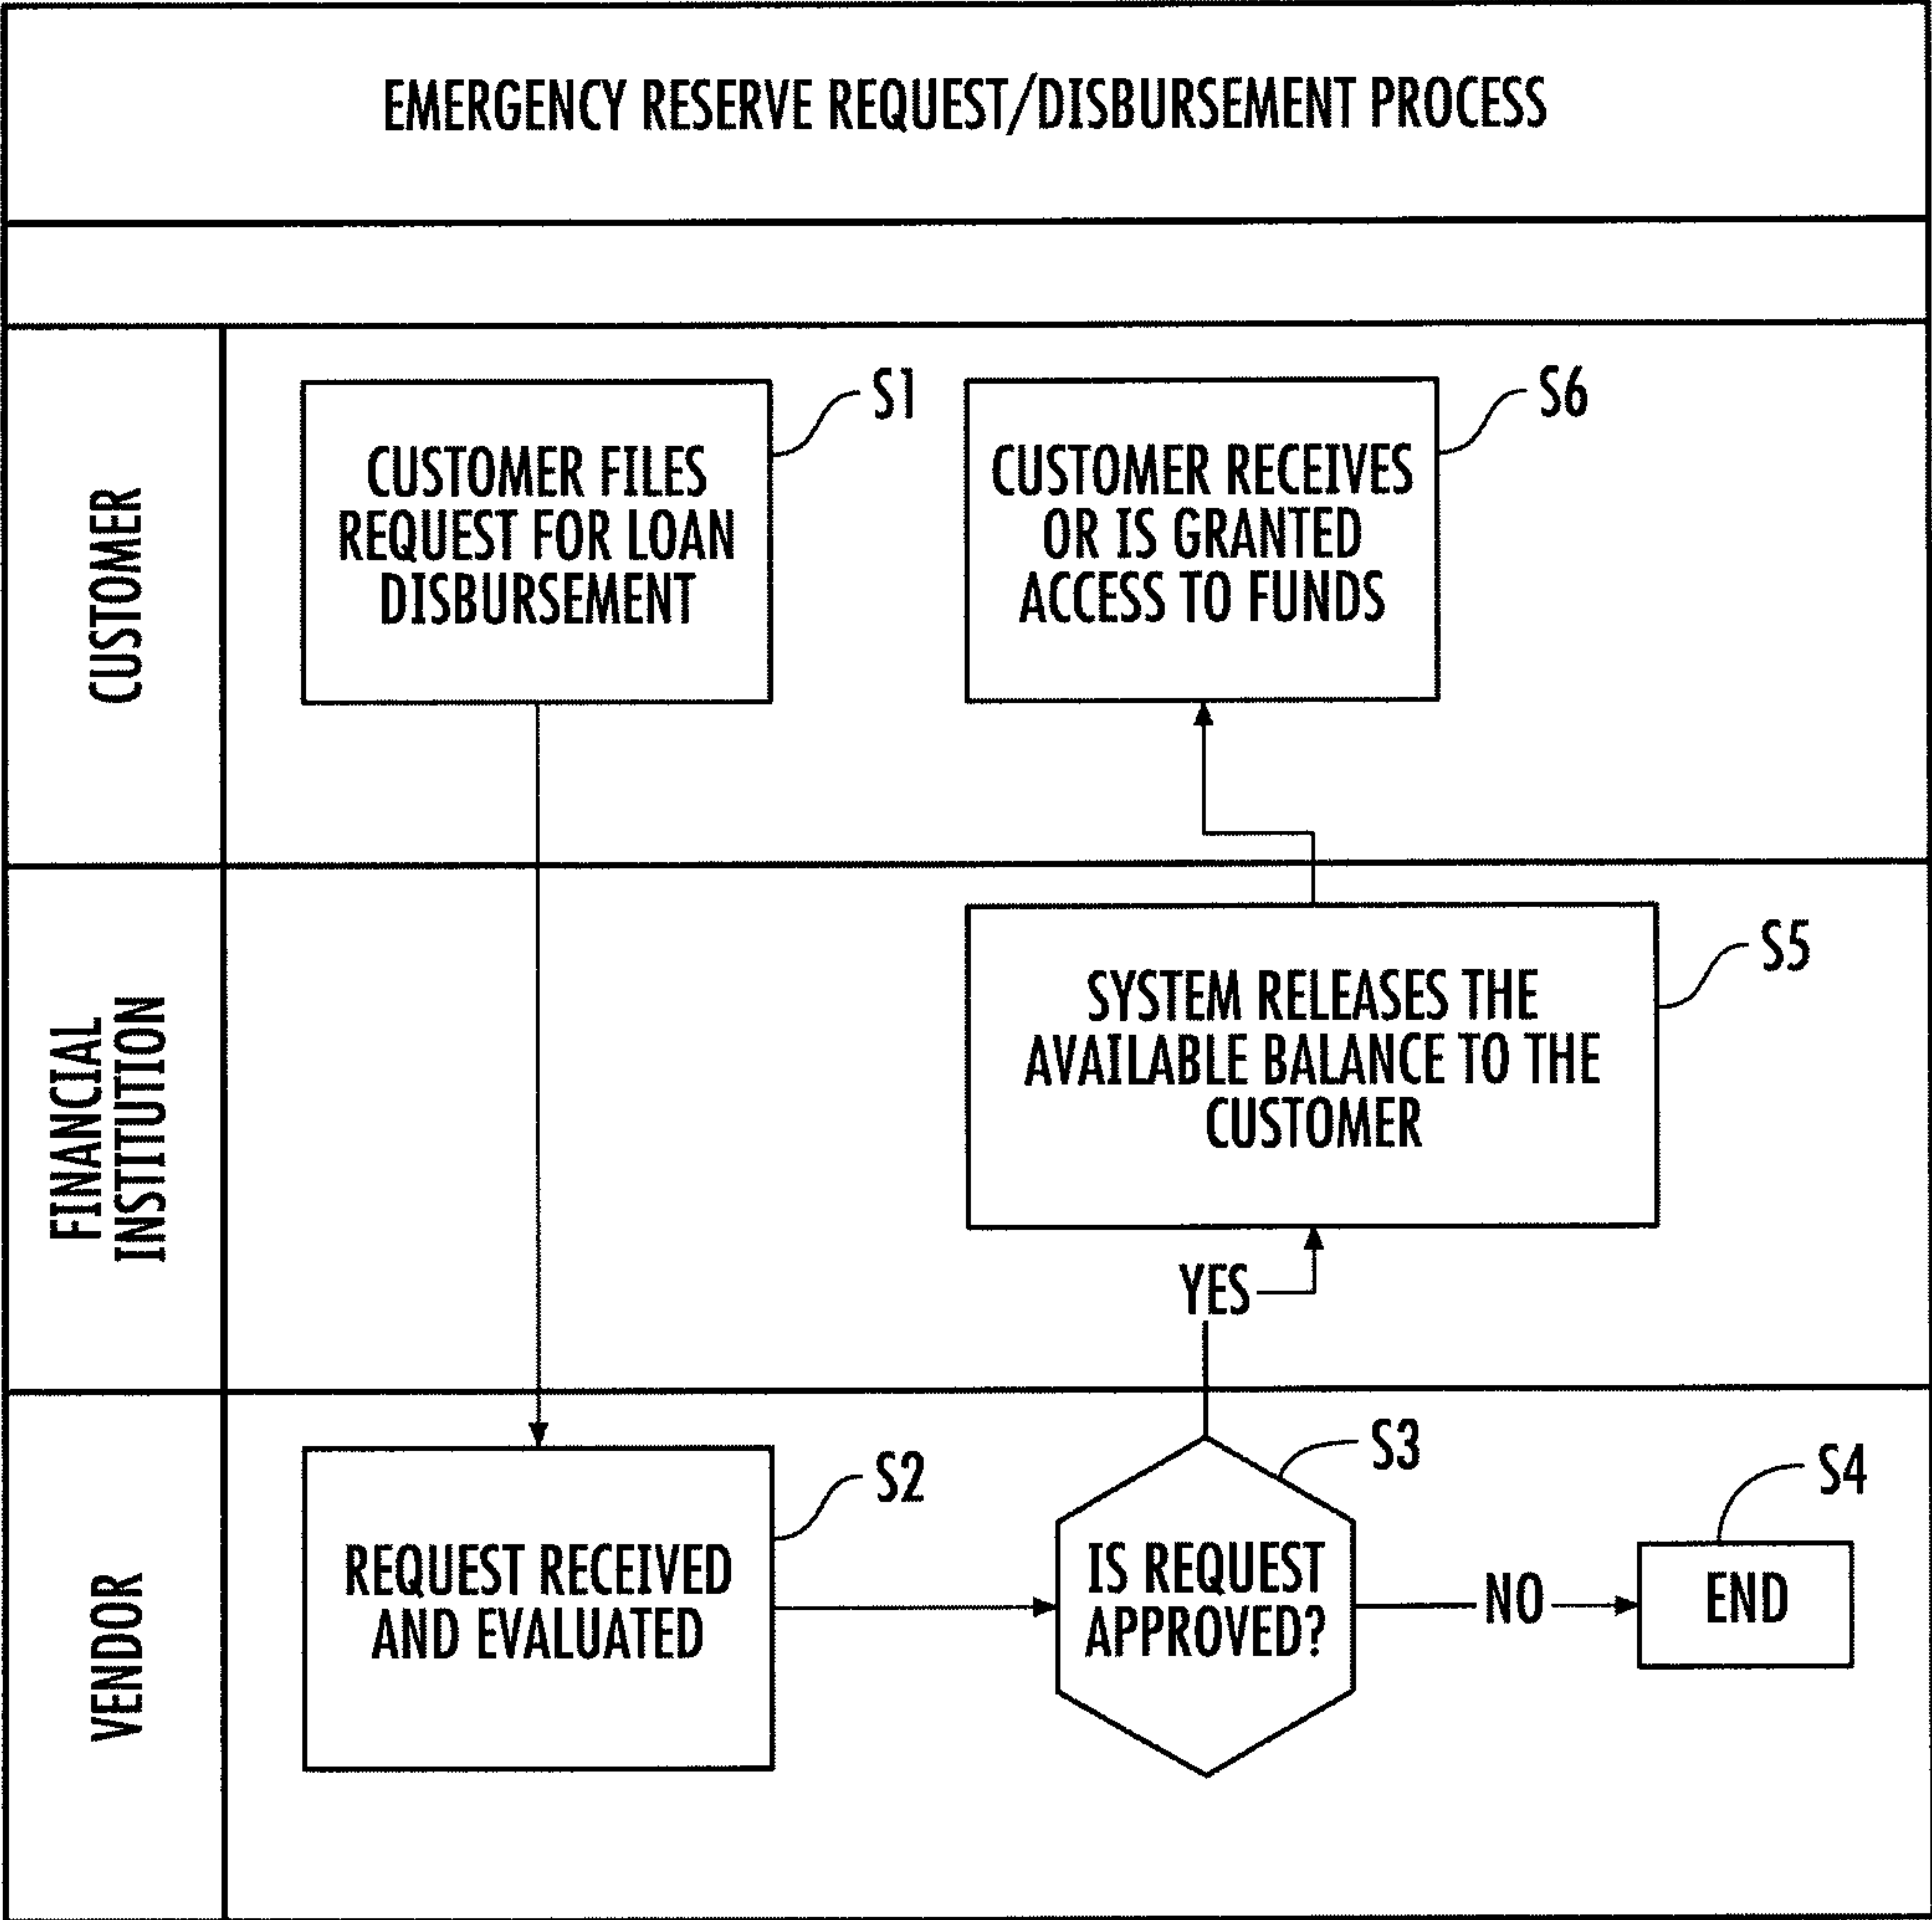 EMERGENCY RESERVE REQUEST/DISBURSEMENT PROCESS
CUSTOMER
CUSTOMER FILES
REQUEST FOR LOAN
DISBURSEMENT
S1
CUSTOMER RECEIVES
OR IS GRANTED
ACCESS TO FUNDS
S6
FINANCIAL
INSTITUTION
SYSTEM RELEASES THE
AVAILABLE BALANCE TO THE
CUSTOMER
S5
YES
VENDOR
REQUEST RECEIVED
AND EVALUATED
S2
IS REQUEST
APPROVED?
S3
NO
END
S4